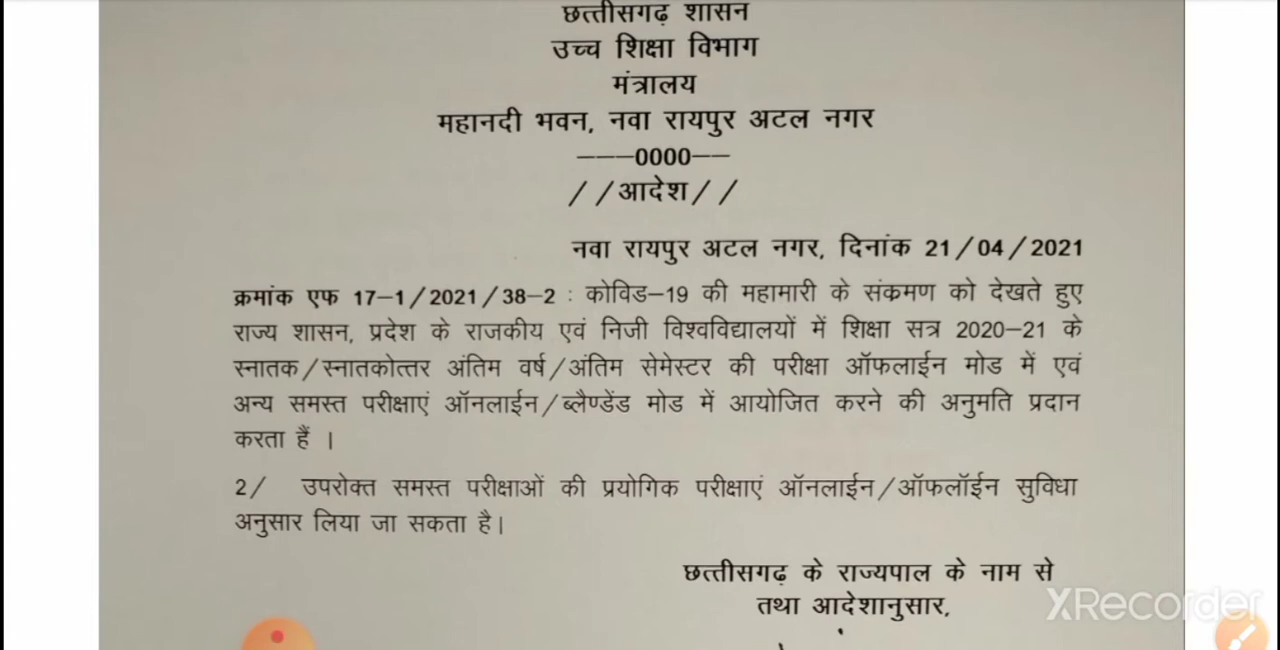 छत्तीसगढ़ शासन
उच्च शिक्षा विभाग
मंत्रालय
महानदी भवन, नवा रायपुर अटल नगर
———0000——
//आदेश//
नवा रायपुर अटल नगर, दिनांक 21/04/2021
क्रमांक एफ 17–1/2021/38–2 : कोविड–19 की महामारी के संकमण को देखते हुए
राज्य शासन, प्रदेश के राजकीय एवं निजी विश्वविद्यालयों में शिक्षा सत्र 2020–21 के
स्नातक/स्नातकोत्तर अंतिम वर्ष/अंतिम सेमेस्टर की परीक्षा ऑफलाईन मोड में एवं
अन्य समस्त परीक्षाएं ऑनलाईन/ब्लैण्डेंड मोड में आयोजित करने की अनुमति प्रदान
करता हैं ।
2/ उपरोक्त समस्त परीक्षाओं की प्रयोगिक परीक्षाएं ऑनलाईन/ऑफलॉईन सुविधा
अनुसार लिया जा सकता है।
छत्तीसगढ़ के राज्यपाल के नाम से
तथा आदेशानुसार,
XRecorder